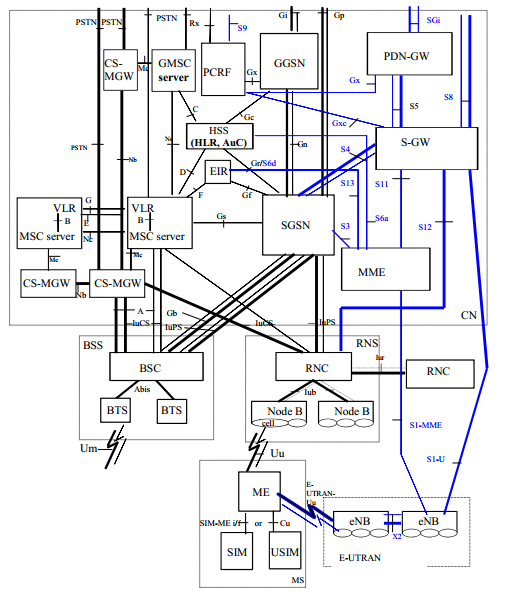 PSTN
PSTN
PSTN
Rx
S9
Gi
Gp
SGi
CS-
MGW
Mc
GMSC
server
PCRF
Gx
GGSN
PDN-GW
Gx
S5
S8
C
Gc
Gxc
HSS
(HLR, AuC)
S-GW
PSTN
Nb
Nc
Gn
S4
EIR
Gr/S6d
D
F
Gf
S13
S11
VLR
B
MSC server
G
E
Nc
VLR
B
MSC server
Gs
SGSN
S3
S6a
S12
Mc
Mc
MME
CS-MGW
Nb
CS-MGW
CN
A
IuCS
Gb
IuPS
IuCS
IuPS
BSS
RNS
BSC
RNC
Iur
RNC
Abis
Iub
BTS
BTS
Node B
cell
Node B
Um
Uu
S1-MME
S1-U
ME
E-
UTRAN-
Uu
SIM-ME i/f
or
Cu
eNB
X2
eNB
SIM
USIM
E-UTRAN
MS